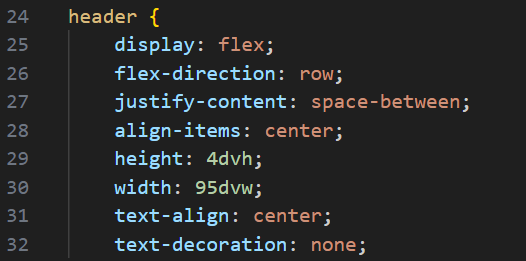 24 header {
25 display: flex;
26 flex-direction: row;
27 justify-content: space-between;
28 align-items: center;
29 height: 4dvh;
30 width: 95dvw;
31 text-align: center;
32 text-decoration: none;